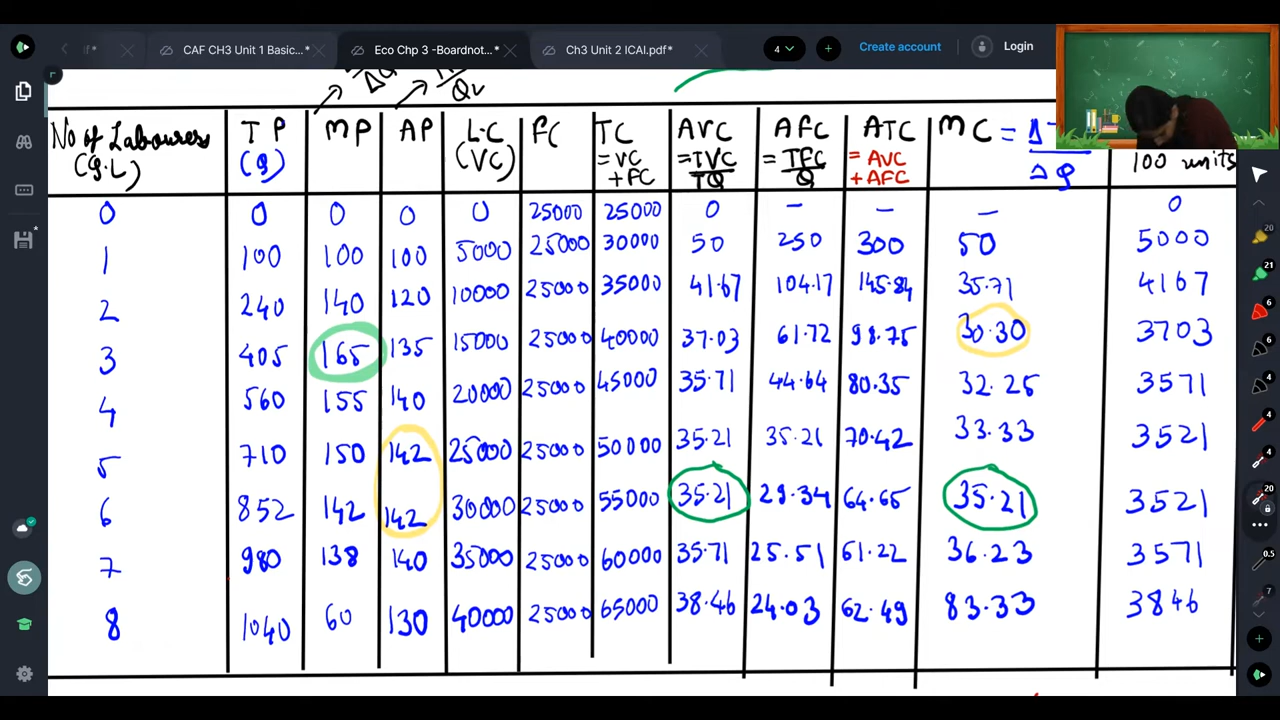 CAF CH3 Unit 1 Basic...*
Eco Chp 3 -Boardnot...*
Ch3 Unit 2 ICAI.pdf*
4
Create account
Login
No of Labourers TP MP AP L.C FC TC AVC AFC ATC MC =
(Q.L) (Q) (VC) =VC + FC =TVC/TQ =TFC/Q =AVC + AFC ΔQ 100 units
0 0 0 0 0 25000 25000 0 – – – 0
1 100 100 100 5000 25000 30000 50 250 300 50 5000
2 240 140 120 10000 25000 35000 41.67 104.17 145.84 35.71 4167
3 405 165 135 15000 25000 40000 37.03 61.72 98.75 30.30 3703
4 560 155 140 20000 25000 45000 35.71 44.64 80.35 32.25 3571
5 710 150 142 25000 25000 50000 35.21 35.21 70.42 33.33 3521
6 852 142 142 30000 25000 55000 35.21 29.34 64.65 35.21 3521
7 980 138 140 35000 25000 60000 35.71 25.51 61.22 36.23 3571
8 1040 60 130 40000 25000 65000 38.46 24.03 62.49 83.33 3846